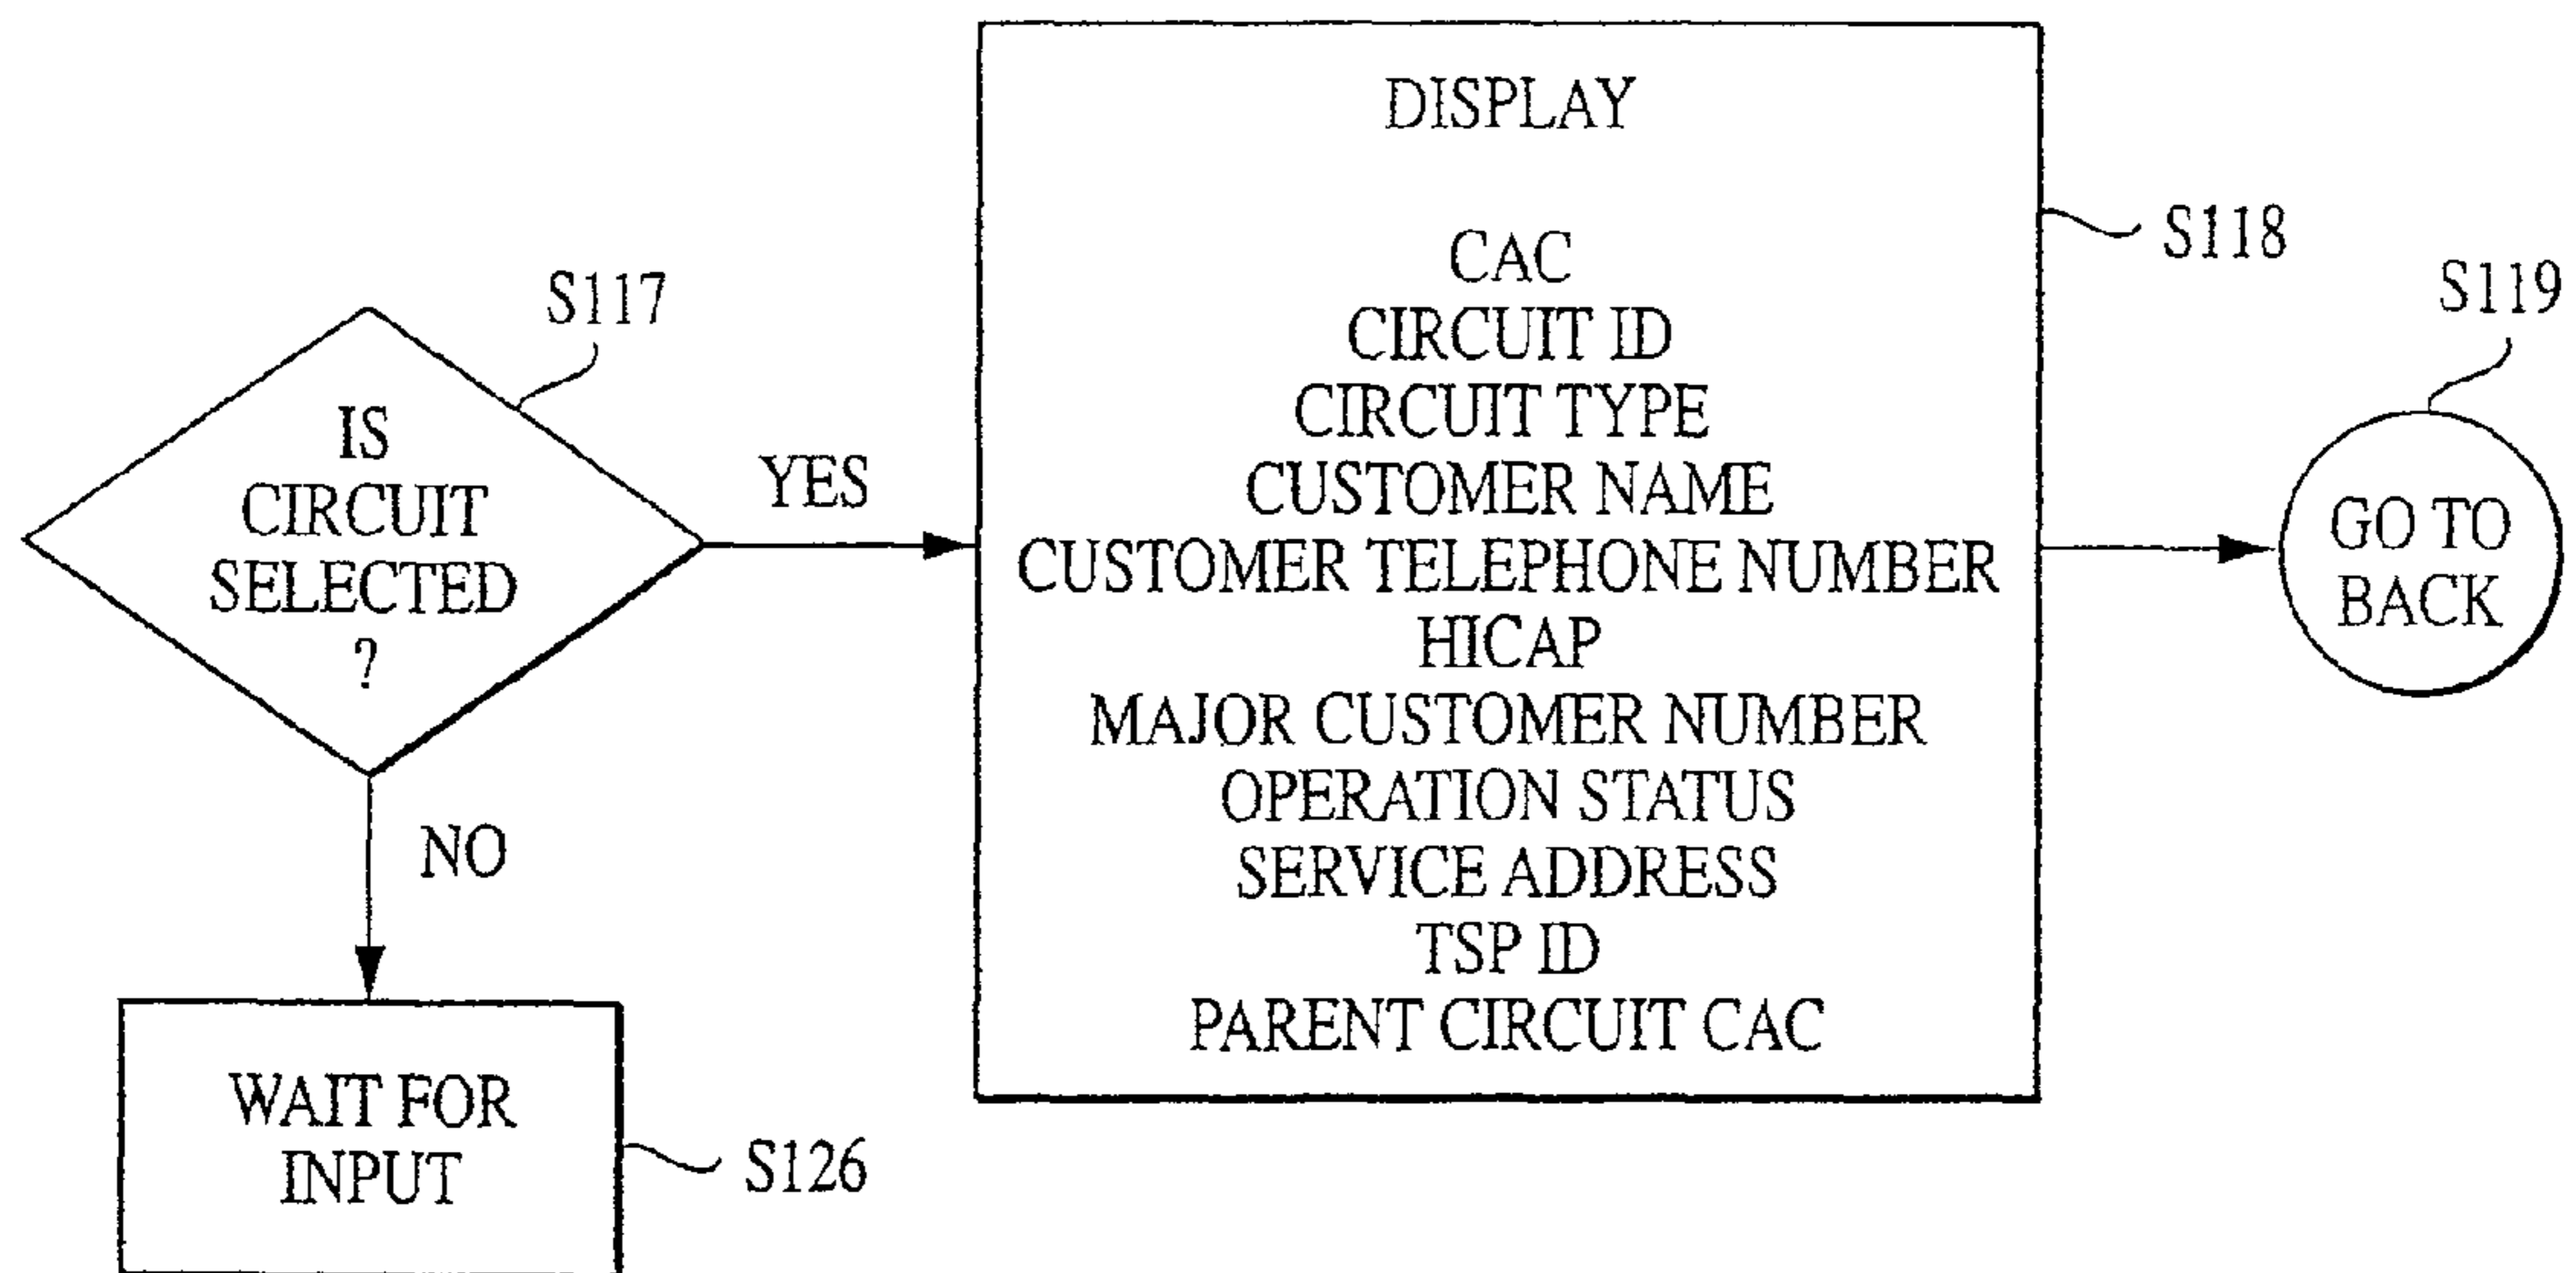 S117
IS
CIRCUIT
SELECTED
?
YES
NO
WAIT FOR
INPUT
S126
DISPLAY
CAC
CIRCUIT ID
CIRCUIT TYPE
CUSTOMER NAME
CUSTOMER TELEPHONE NUMBER
HICAP
MAJOR CUSTOMER NUMBER
OPERATION STATUS
SERVICE ADDRESS
TSP ID
PARENT CIRCUIT CAC
S118
S119
GO TO
BACK